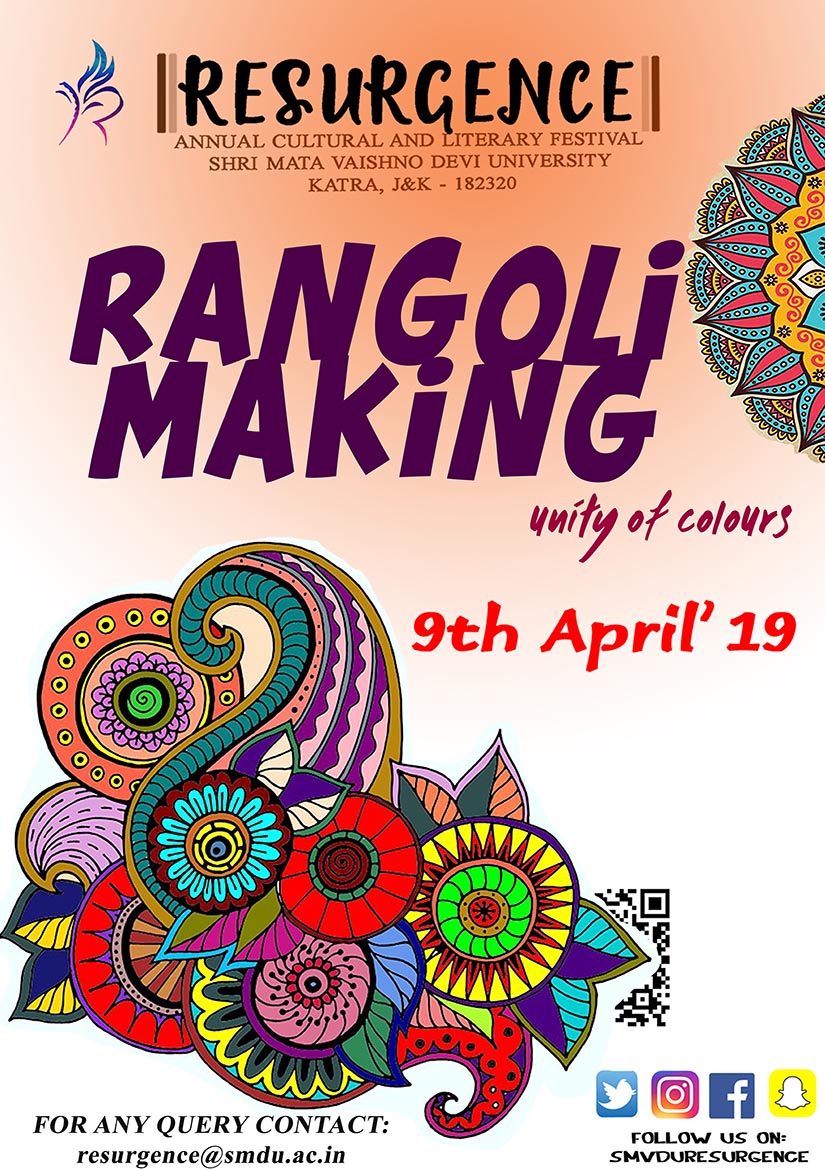 RESURGENCE
ANNUAL CULTURAL AND LITERARY FESTIVAL
SHRI MATA VAISHNO DEVI UNIVERSITY
KATRA, J&K - 182320
RANGOLi
MAKiNG
unity of colours
9th April' 19
FOR ANY QUERY CONTACT:
resurgence@smdu.ac.in
FOLLOW US ON:
SMVDURESURGENCE